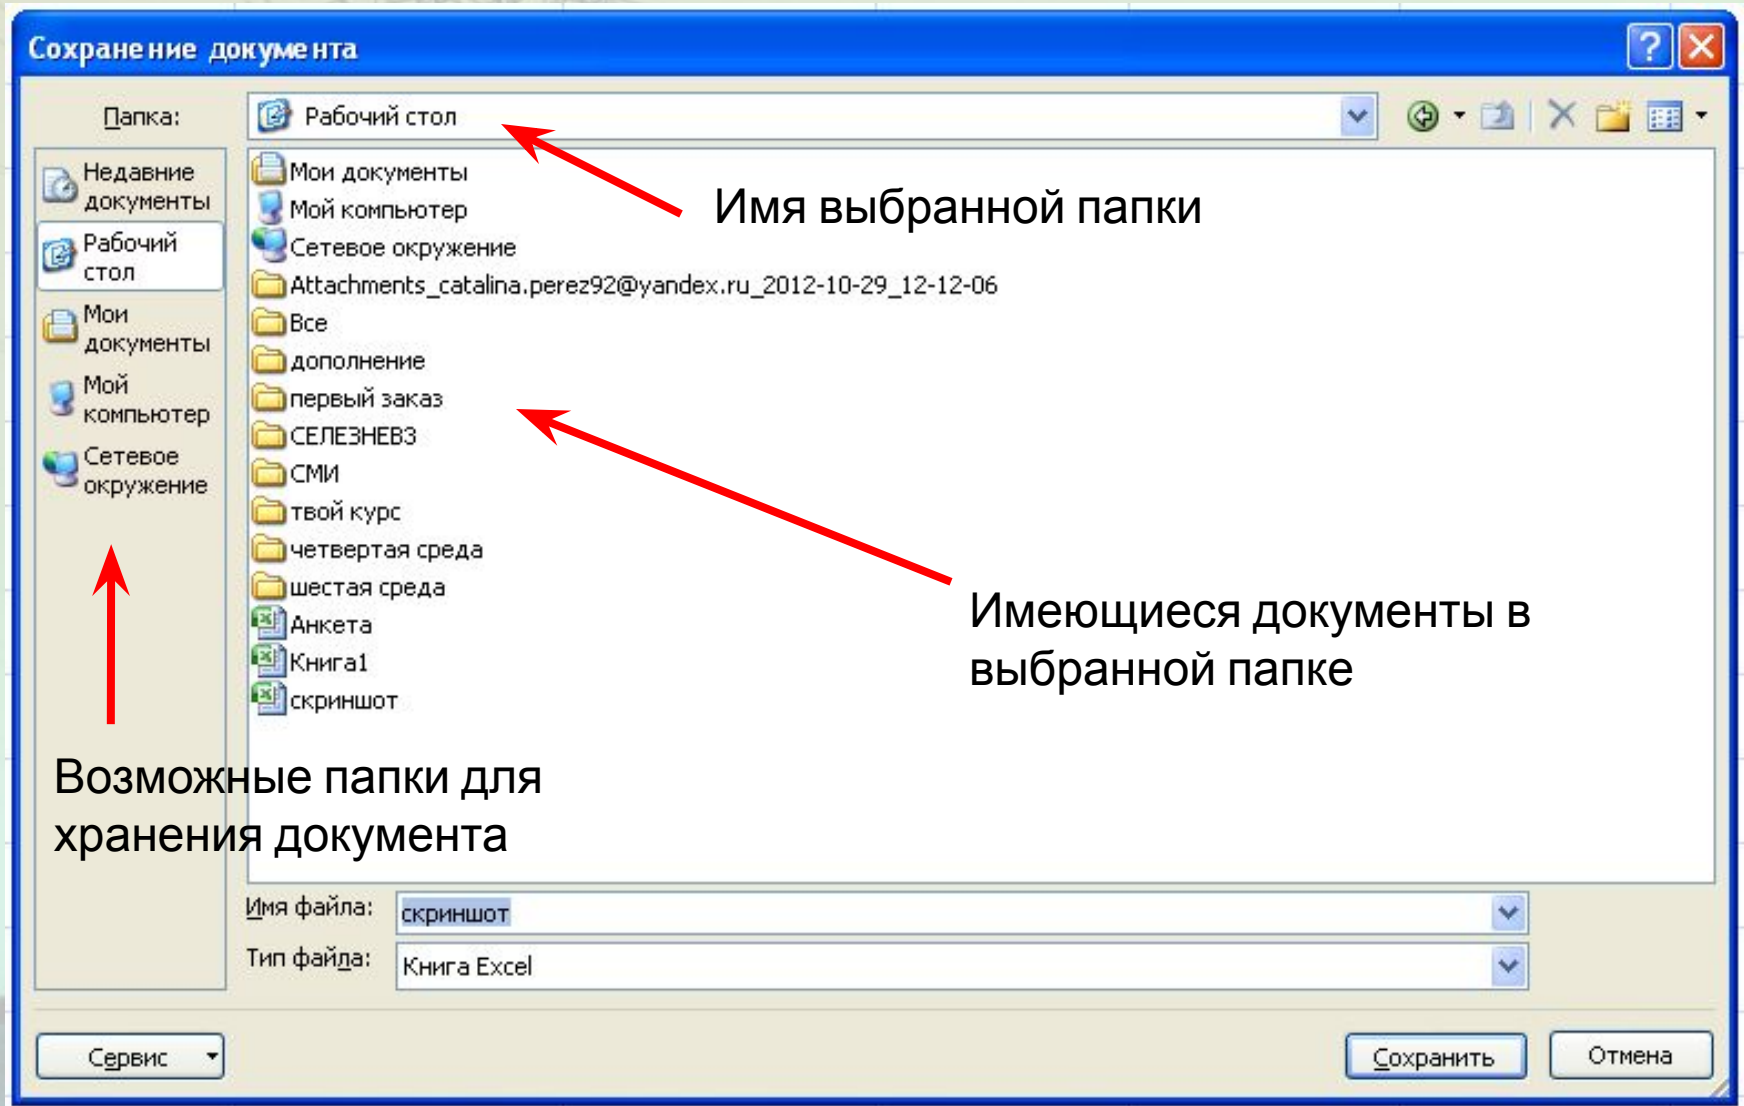 Сохранение документа
Папка:
Рабочий стол
Недавние
документы
Рабочий
стол
Мои
документы
Мой
компьютер
Сетевое
окружение
Мои документы
Мой компьютер
Сетевое окружение
Attachments_catalina.perez92@yandex.ru_2012-10-29_12-12-06
Все
дополнение
первый заказ
СЕЛЕЗНЕВЗ
СМИ
твой курс
четвертая среда
шестая среда
Анкета
Книга1
скриншот
Имя выбранной папки
Имеющиеся документы в
выбранной папке
Возможные папки для
хранения документа
Имя файла:
скриншот
Тип файла:
Книга Excel
Сервис
Сохранить
Отмена